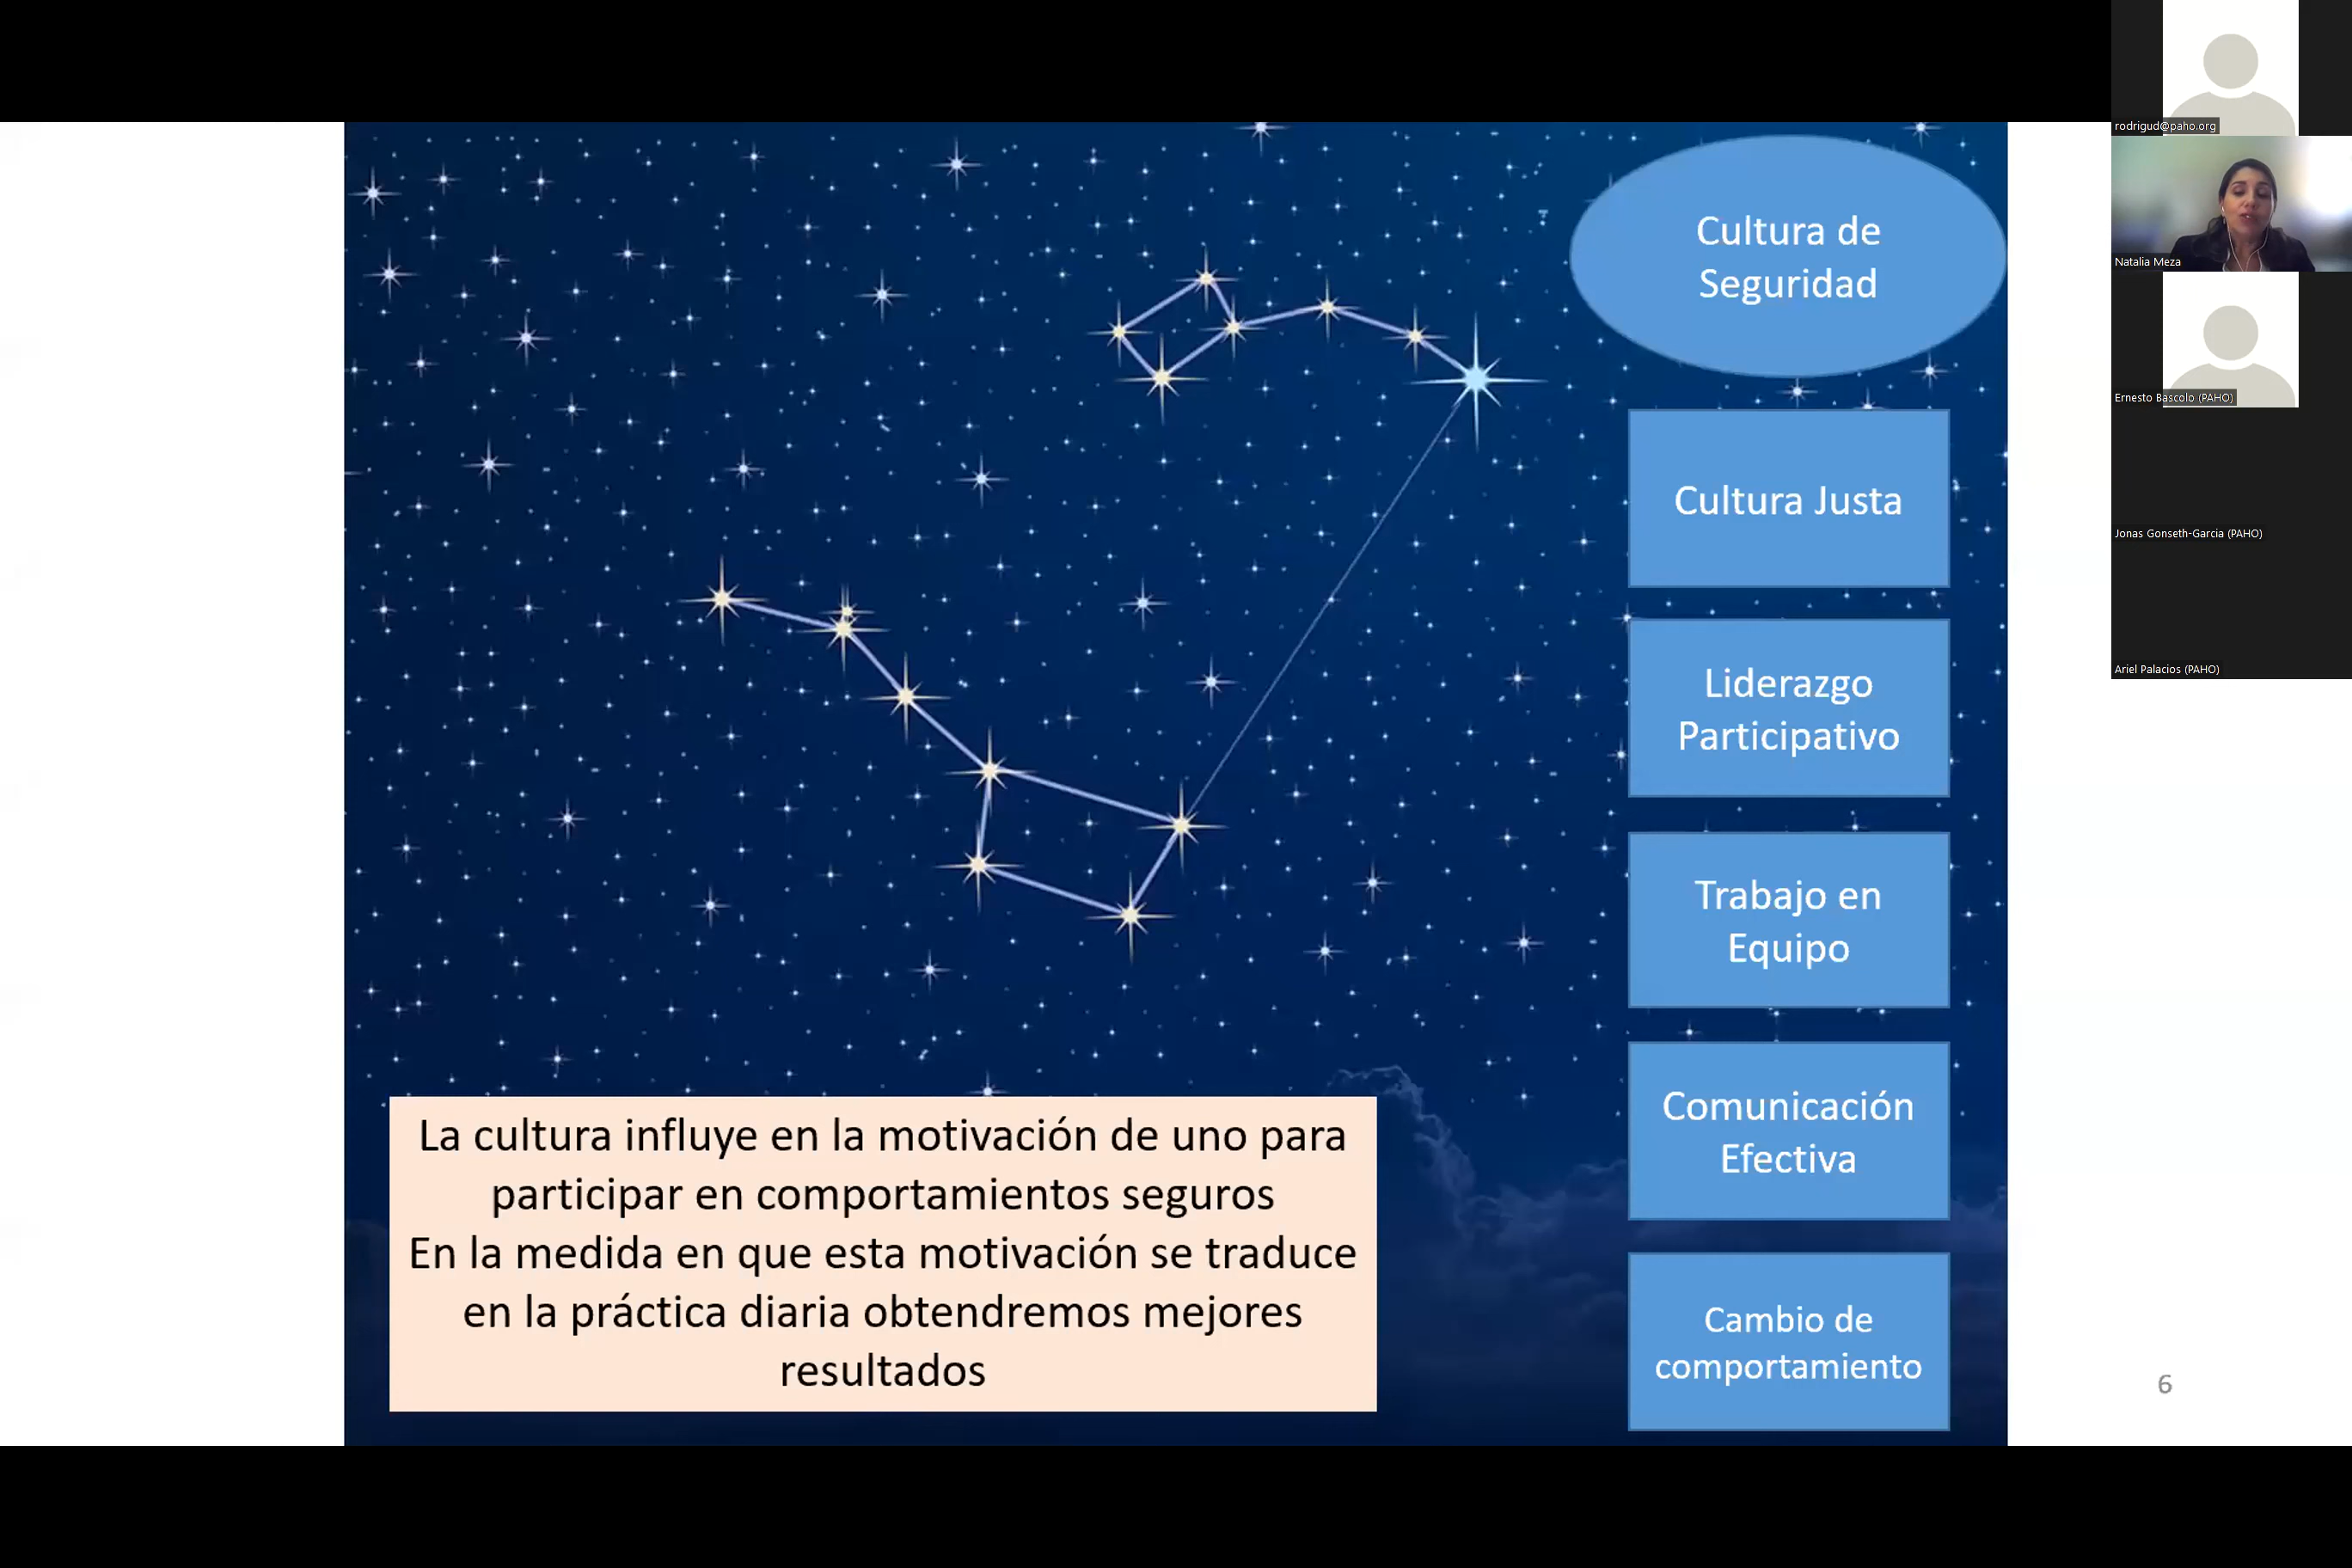 Cultura de
Seguridad
Cultura Justa
Liderazgo
Participativo
Trabajo en
Equipo
Comunicación
Efectiva
Cambio de
comportamiento
La cultura influye en la motivación de uno para
participar en comportamientos seguros
En la medida en que esta motivación se traduce
en la práctica diaria obtendremos mejores
resultados
6
rodrigud@paho.org
Natalia Meza
Ernesto Bascolo (PAHO)
Jonas Gonseth-Garcia (PAHO)
Ariel Palacios (PAHO)